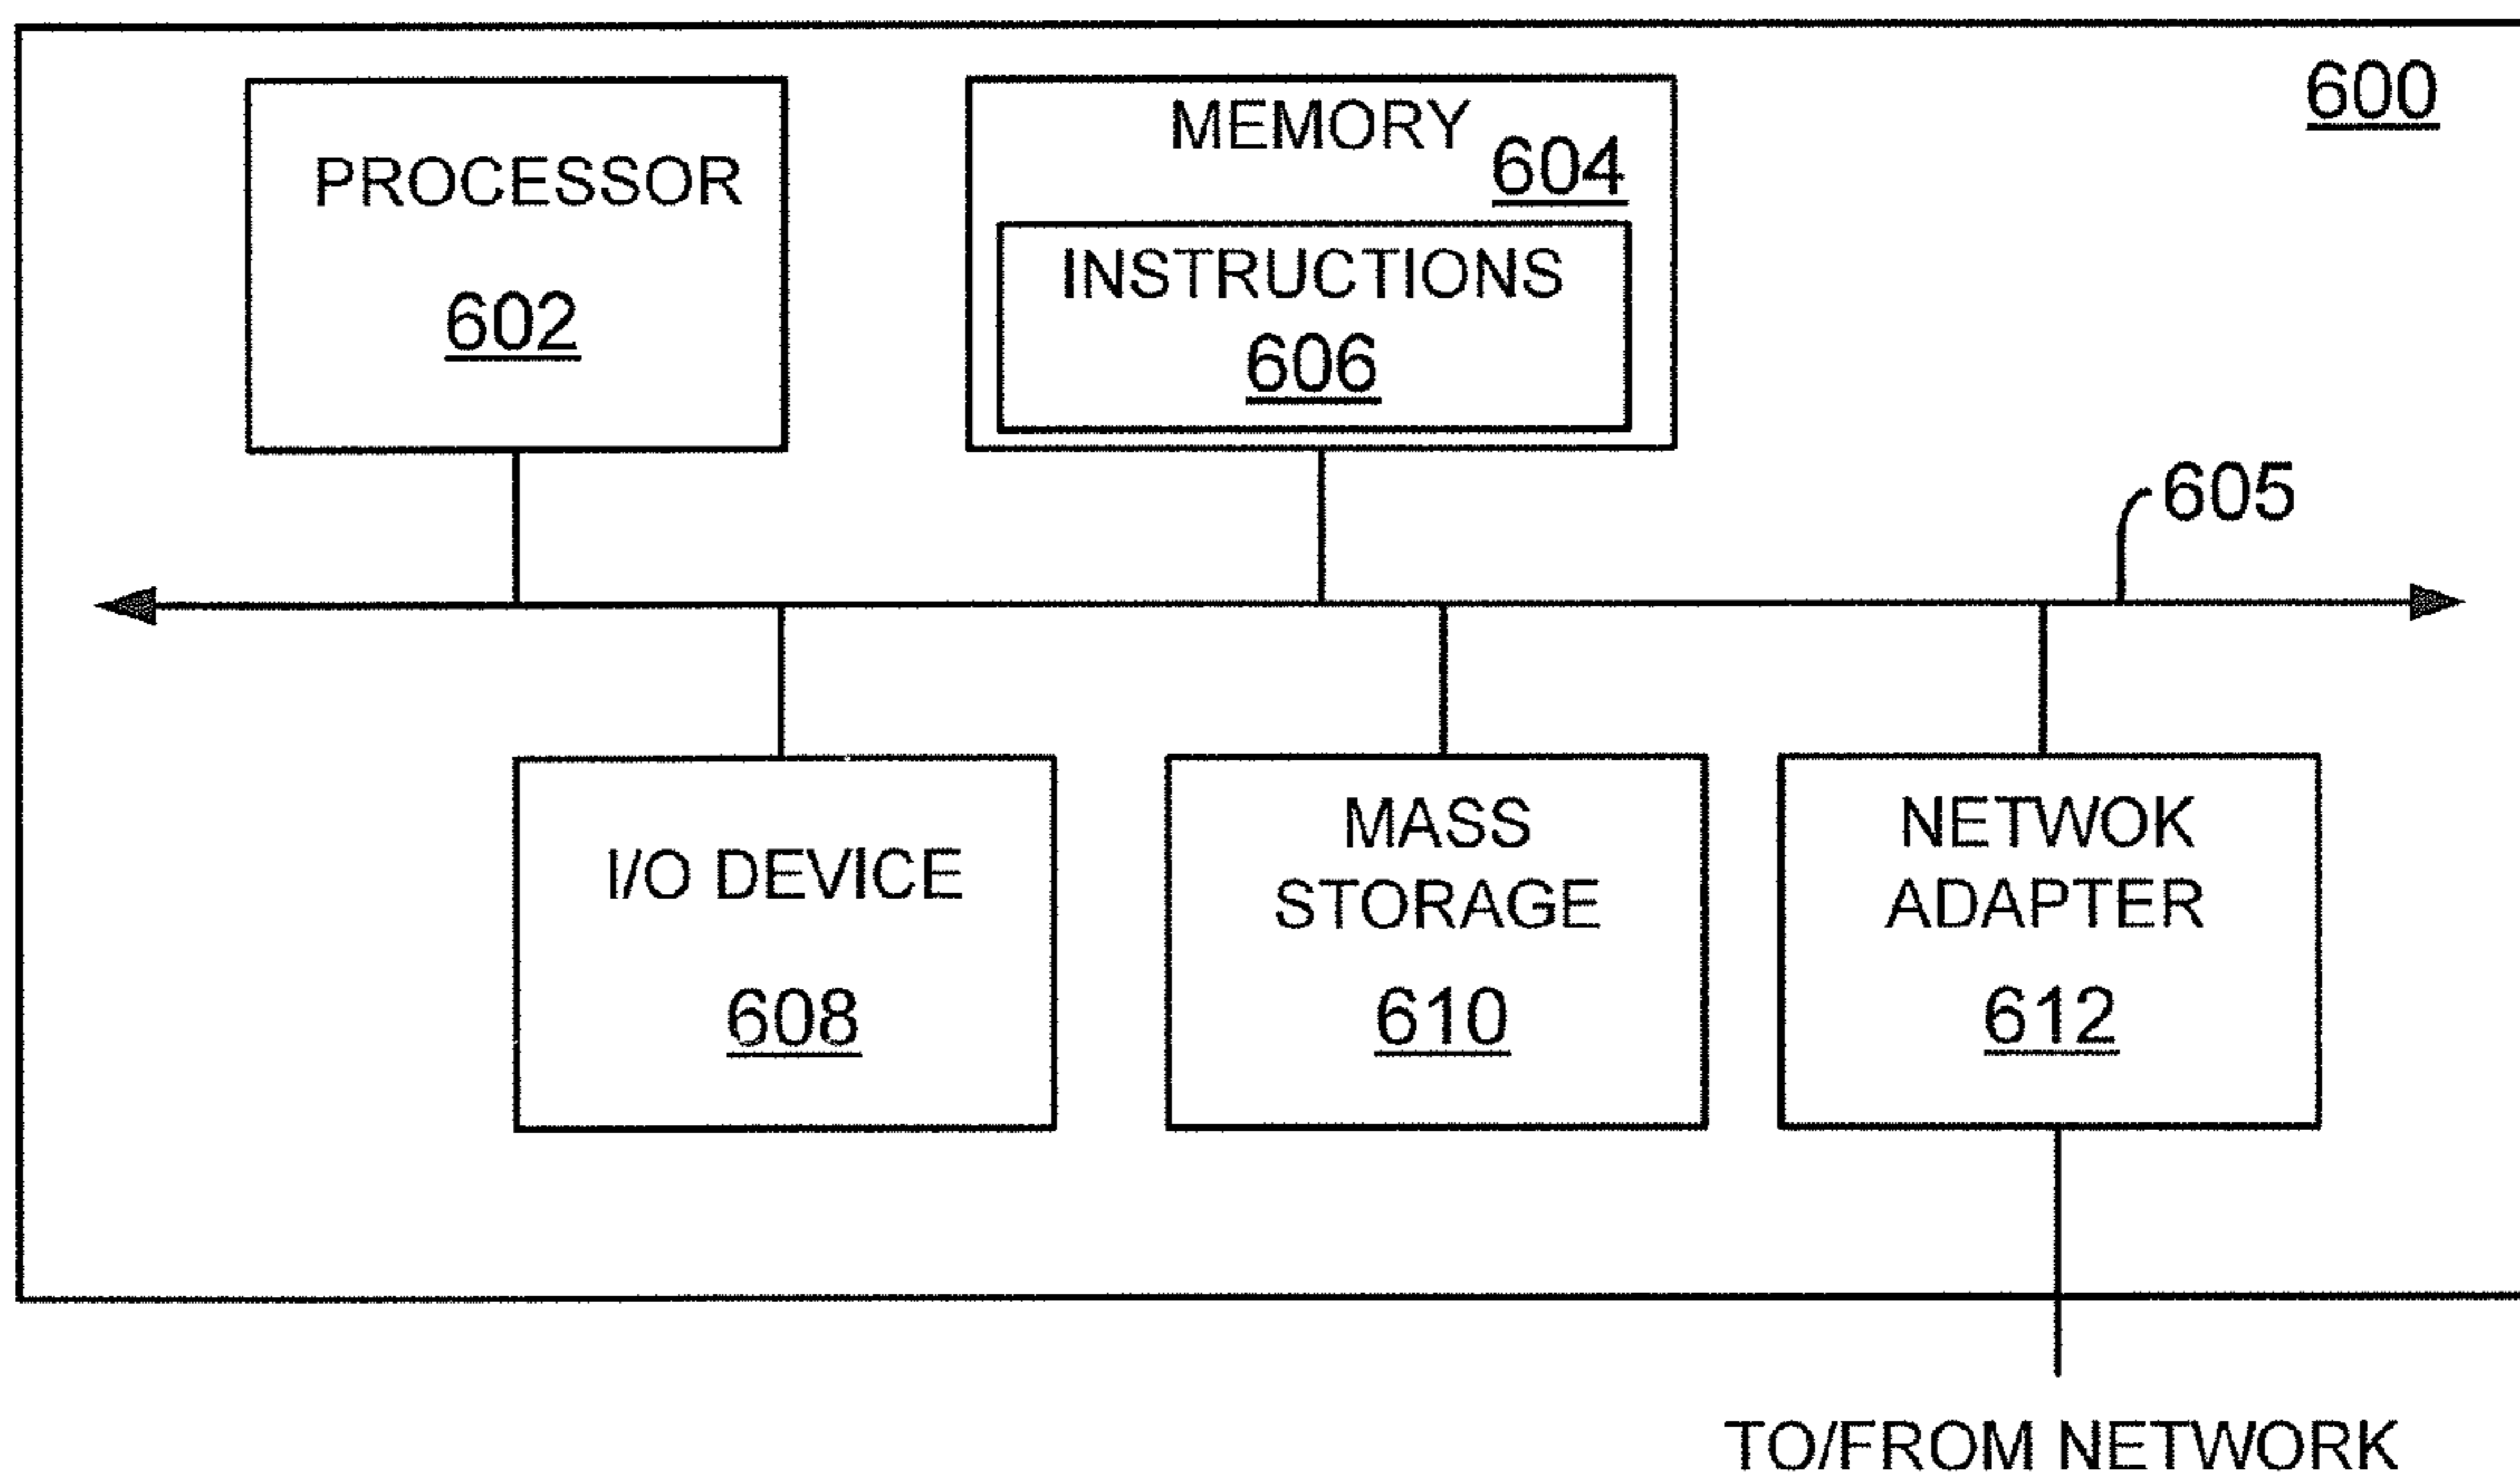 600
PROCESSOR
602
MEMORY
604
INSTRUCTIONS
606
605
I/O DEVICE
608
MASS
STORAGE
610
NETWOK
ADAPTER
612
TO/FROM NETWORK